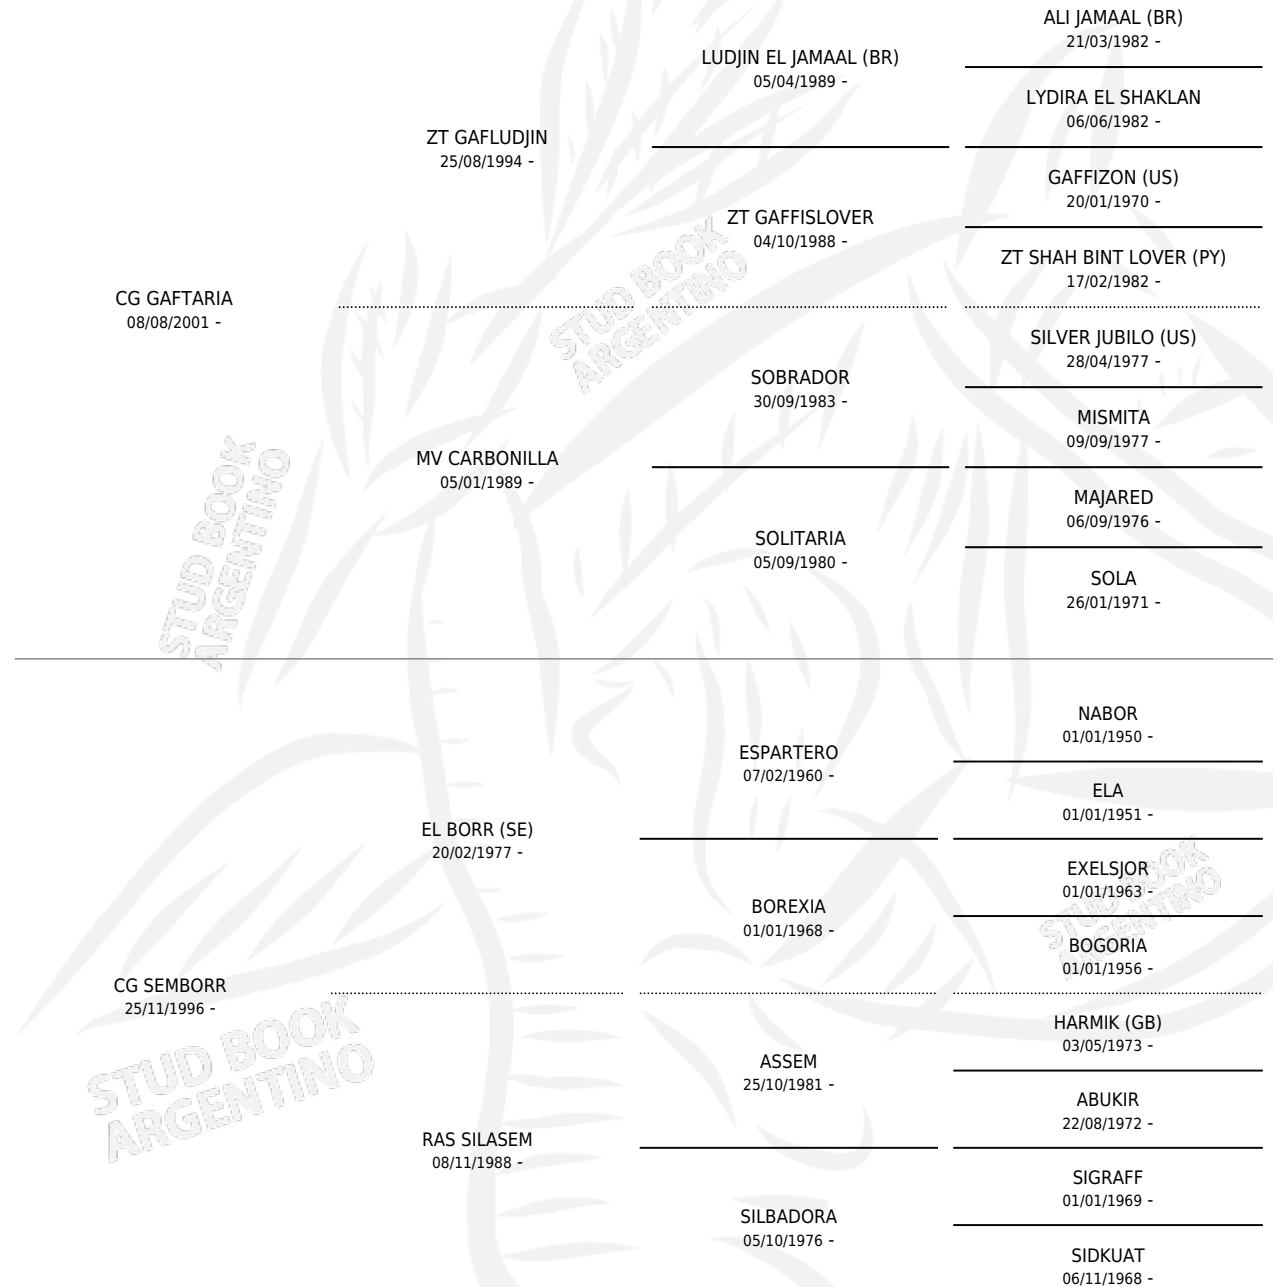 ALI JAMAAL (BR)
21/03/1982 -
LUDJIN EL JAMAAL (BR)
05/04/1989 -
LYDIRA EL SHAKLAN
06/06/1982 -
ZT GAFLUDJIN
25/08/1994 -
GAFFIZON (US)
20/01/1970 -
ZT GAFFISLOVER
04/10/1988 -
ZT SHAH BINT LOVER (PY)
17/02/1982 -
CG GAFTARIA
08/08/2001 -
SILVER JUBILO (US)
28/04/1977 -
SOBRADOR
30/09/1983 -
MISMITA
09/09/1977 -
MV CARBONILLA
05/01/1989 -
MAJARED
06/09/1976 -
SOLITARIA
05/09/1980 -
SOLA
26/01/1971 -
NABOR
01/01/1950 -
ESPARTERO
07/02/1960 -
ELA
01/01/1951 -
EL BORR (SE)
20/02/1977 -
EXELSJOR
01/01/1963 -
BOREXIA
01/01/1968 -
BOGORIA
01/01/1956 -
CG SEMBORR
25/11/1996 -
HARMIK (GB)
03/05/1973 -
ASSEM
25/10/1981 -
ABUKIR
22/08/1972 -
RAS SILASEM
08/11/1988 -
SIGRAFF
01/01/1969 -
SILBADORA
05/10/1976 -
SIDKUAT
06/11/1968 -
STUD BOOK
ARGENTINO
STUD BOOK
ARGENTINO
STUD BOOK
ARGENTINO
STUD BOOK
ARGENTINO